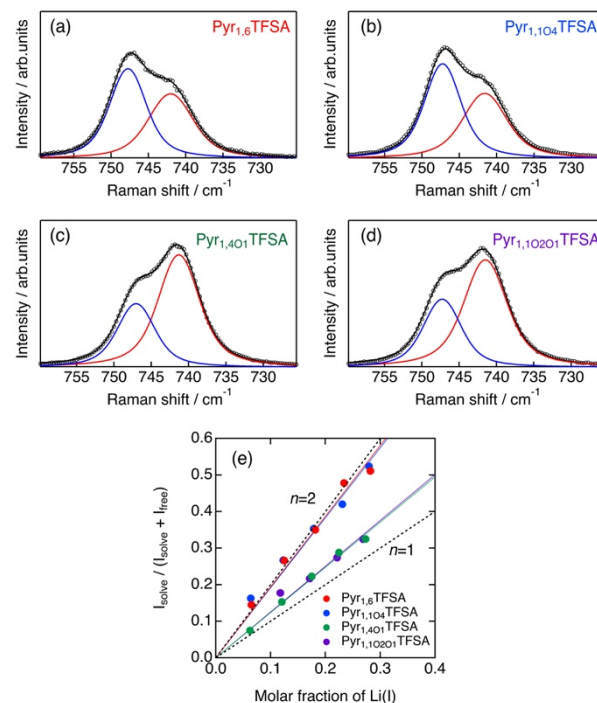 (a) Pyr1,6TFSA
Intensity / arb.units
755 750 745 740 735 730
Raman shift / cm-1
(b) Pyr1,1O4TFSA
Intensity / arb.units
755 750 745 740 735 730
Raman shift / cm-1
(c) Pyr1,4O1TFSA
Intensity / arb.units
755 750 745 740 735 730
Raman shift / cm-1
(d) Pyr1,1O2O1TFSA
Intensity / arb.units
755 750 745 740 735 730
Raman shift / cm-1
(e)
Isolve / (Isolve + Ifree)
0.6
0.5
0.4
0.3
0.2
0.1
0.0
n=2
n=1
Pyr1,6TFSA
Pyr1,1O4TFSA
Pyr1,4O1TFSA
Pyr1,1O2O1TFSA
0.0 0.1 0.2 0.3 0.4
Molar fraction of Li(I)